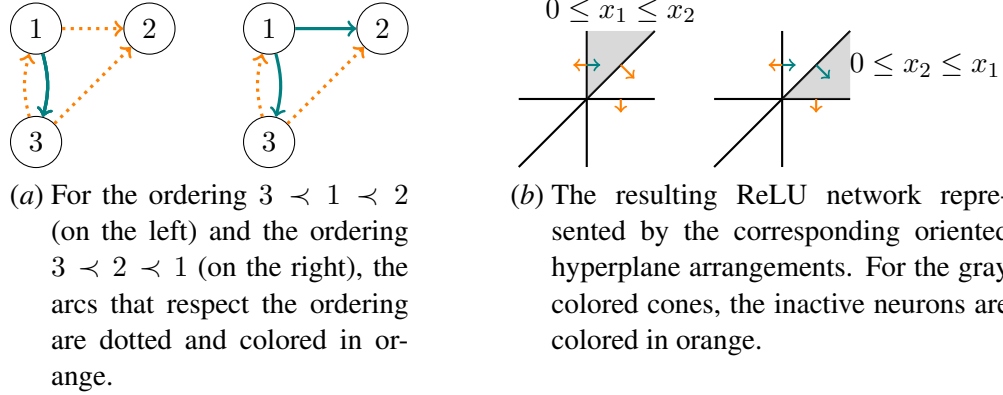 1
2
3
1
2
3
0 ≤ x₁ ≤ x₂
0 ≤ x₂ ≤ x₁
(a) For the ordering 3 ≺ 1 ≺ 2
(on the left) and the ordering
3 ≺ 2 ≺ 1 (on the right), the
arcs that respect the ordering
are dotted and colored in or-
ange.
(b) The resulting ReLU network repre-
sented by the corresponding oriented
hyperplane arrangements. For the gray
colored cones, the inactive neurons are
colored in orange.